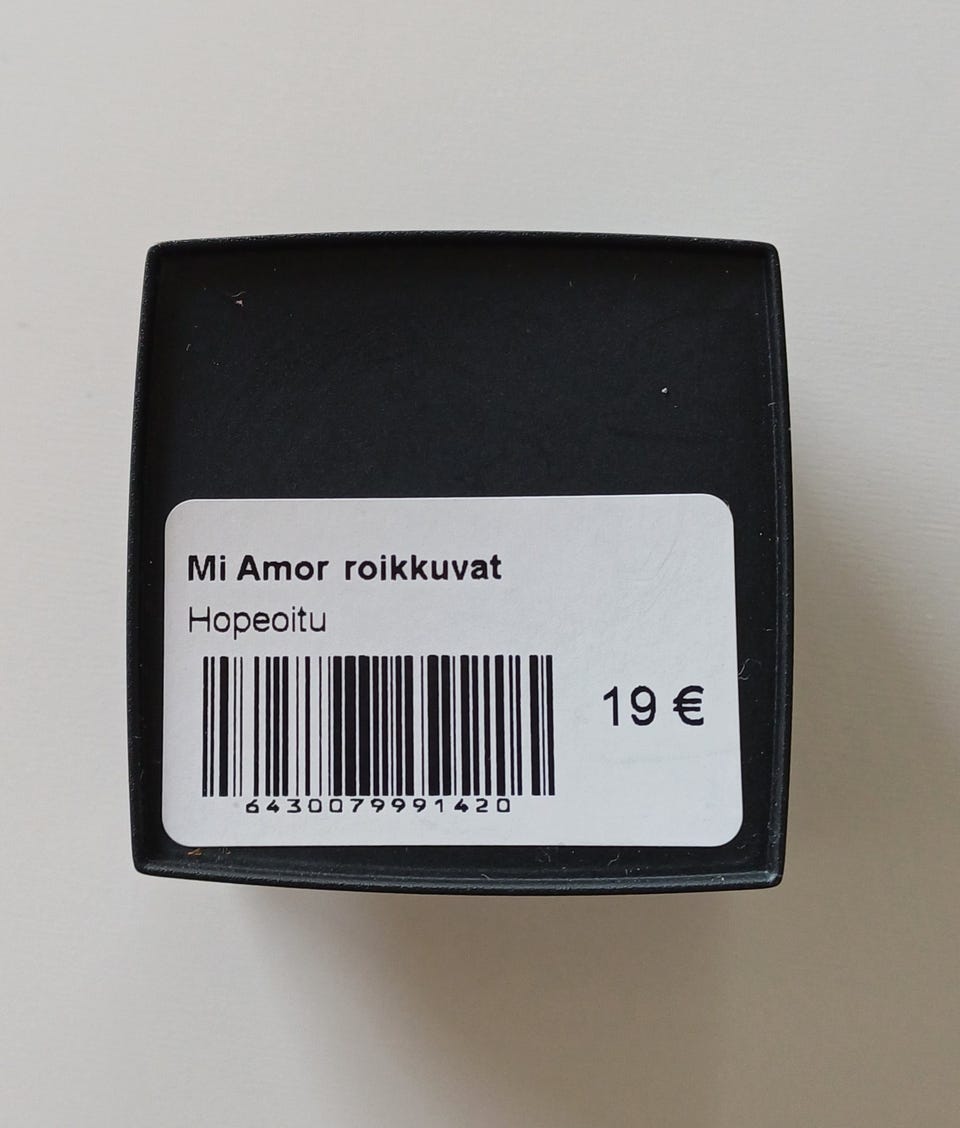 Mi Amor roikkuvat
Hopeoitu
19 €
6430079991420